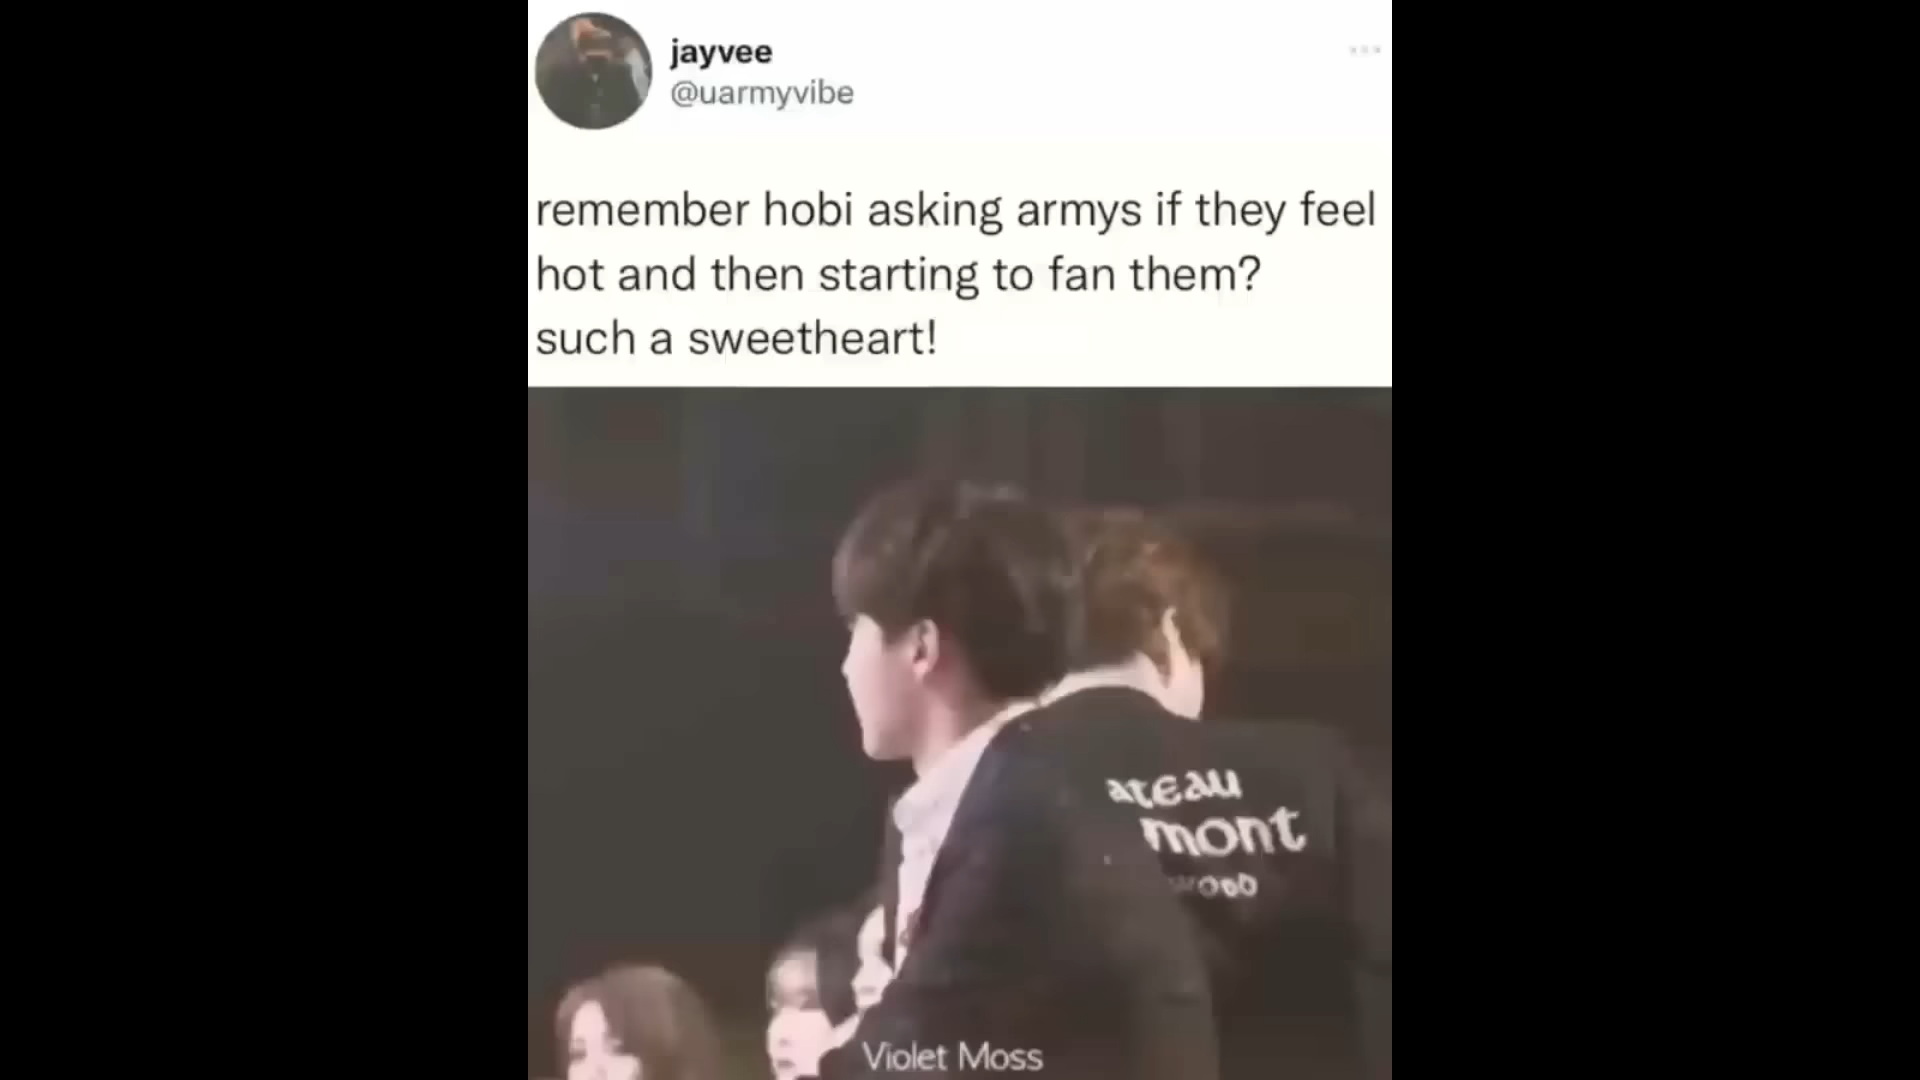 jayvee
@uarmyvibe
remember hobi asking armys if they feel
hot and then starting to fan them?
such a sweetheart!
ateau
mont
Violet Moss